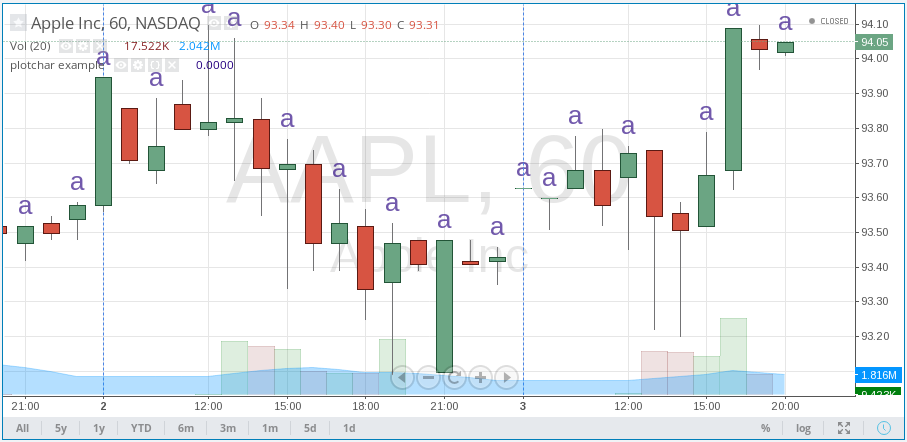 Apple Inc, 60, NASDAQ O 93.34 H 93.40 L 93.30 C 93.31
Vol (20) 17.522K 2.042M
plotchar example 0.0000
CLOSED
AAPL, 60
Apple Inc
a a a a a a a a a a a a a a a a a a
94.10
94.05
94.00
93.90
93.80
93.70
93.60
93.50
93.40
93.30
93.20
1.816M
21:00 2 12:00 15:00 18:00 21:00 3 12:00 15:00 20:00
All 5y 1y YTD 6m 3m 1m 5d 1d % log